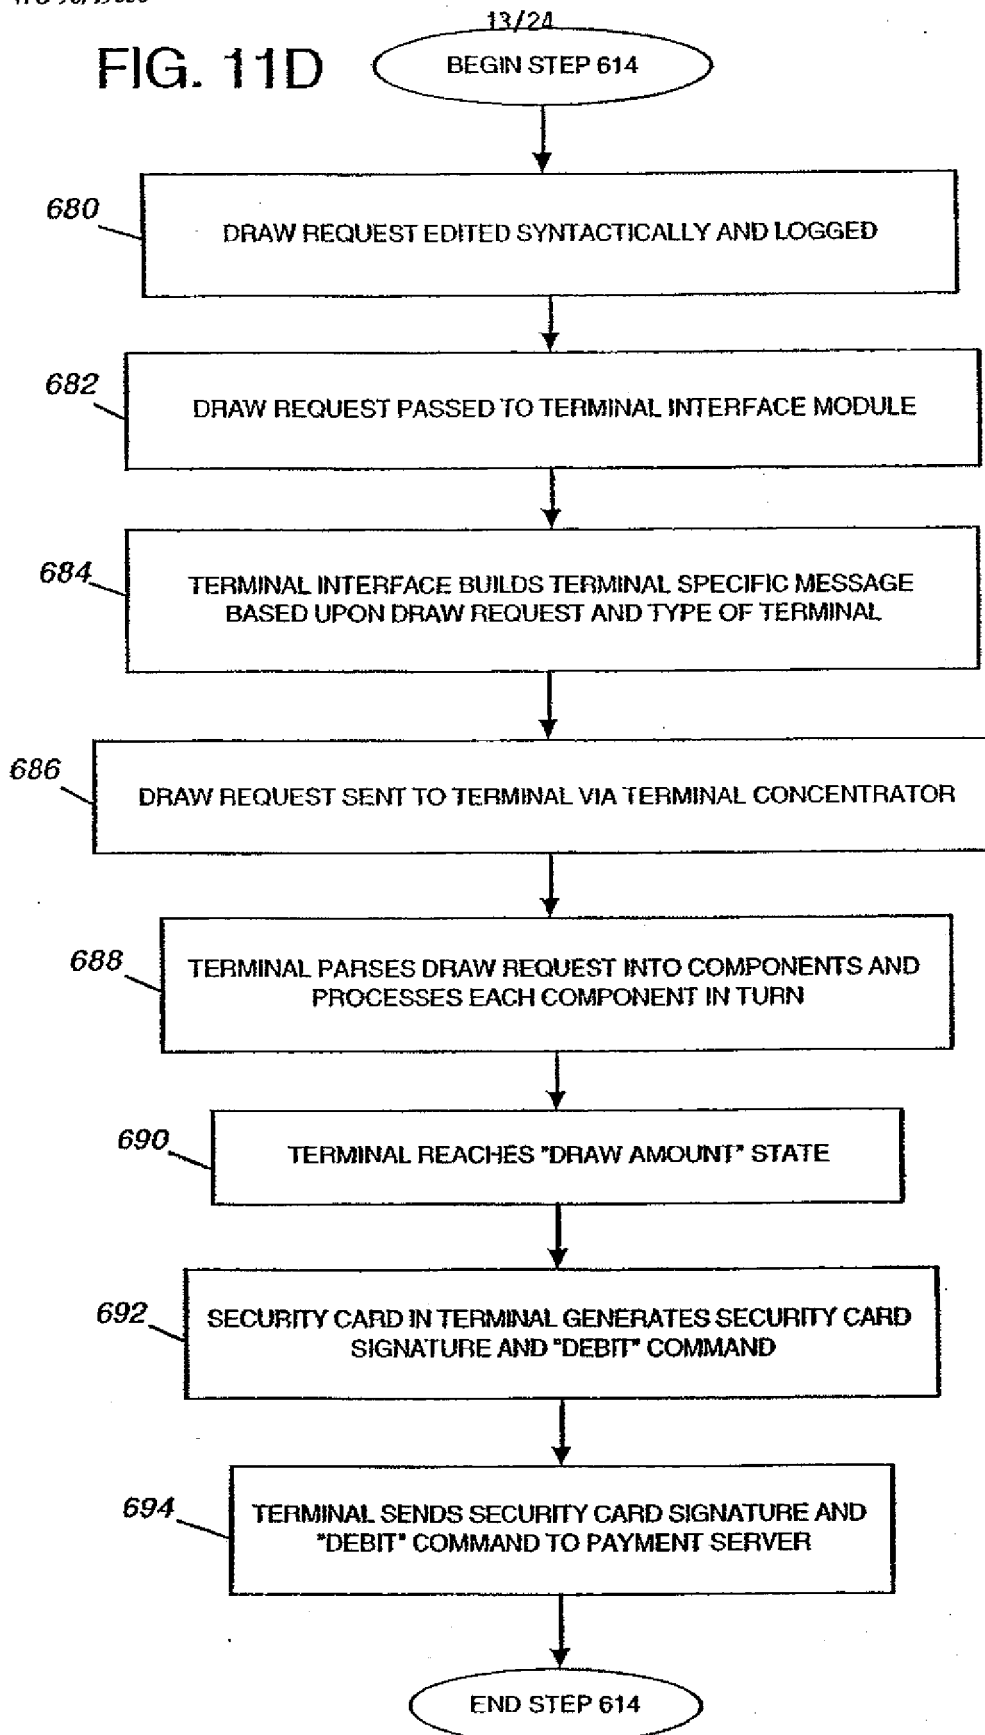 13/24
FIG. 11D
BEGIN STEP 614
680
DRAW REQUEST EDITED SYNTACTICALLY AND LOGGED
682
DRAW REQUEST PASSED TO TERMINAL INTERFACE MODULE
684
TERMINAL INTERFACE BUILDS TERMINAL SPECIFIC MESSAGE
BASED UPON DRAW REQUEST AND TYPE OF TERMINAL
686
DRAW REQUEST SENT TO TERMINAL VIA TERMINAL CONCENTRATOR
688
TERMINAL PARSES DRAW REQUEST INTO COMPONENTS AND
PROCESSES EACH COMPONENT IN TURN
690
TERMINAL REACHES "DRAW AMOUNT" STATE
692
SECURITY CARD IN TERMINAL GENERATES SECURITY CARD
SIGNATURE AND "DEBIT" COMMAND
694
TERMINAL SENDS SECURITY CARD SIGNATURE AND
"DEBIT" COMMAND TO PAYMENT SERVER
END STEP 614